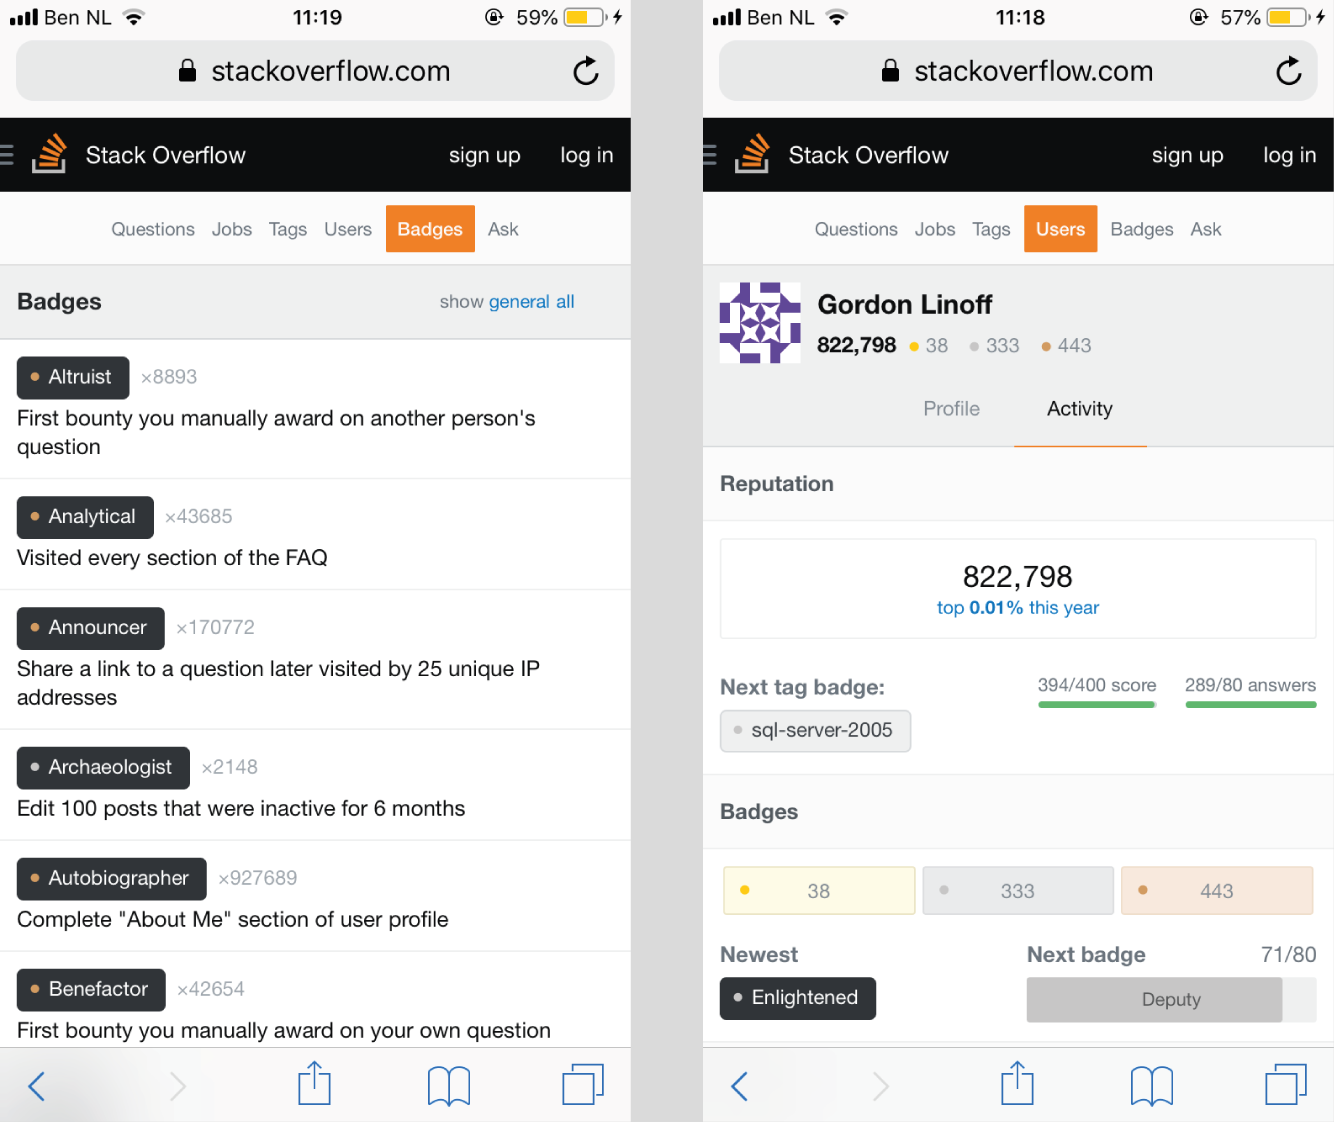 Ben NL 11:19 59%
stackoverflow.com
Stack Overflow sign up log in
Questions Jobs Tags Users Badges Ask
Badges show general all
Altruist ×8893
First bounty you manually award on another person's
question
Analytical ×43685
Visited every section of the FAQ
Announcer ×170772
Share a link to a question later visited by 25 unique IP
addresses
Archaeologist ×2148
Edit 100 posts that were inactive for 6 months
Autobiographer ×927689
Complete "About Me" section of user profile
Benefactor ×42654
First bounty you manually award on your own question
Ben NL 11:18 57%
stackoverflow.com
Stack Overflow sign up log in
Questions Jobs Tags Users Badges Ask
Gordon Linoff
822,798 38 333 443
Profile Activity
Reputation
822,798
top 0.01% this year
Next tag badge: 394/400 score 289/80 answers
sql-server-2005
Badges
38 333 443
Newest Next badge 71/80
Enlightened Deputy